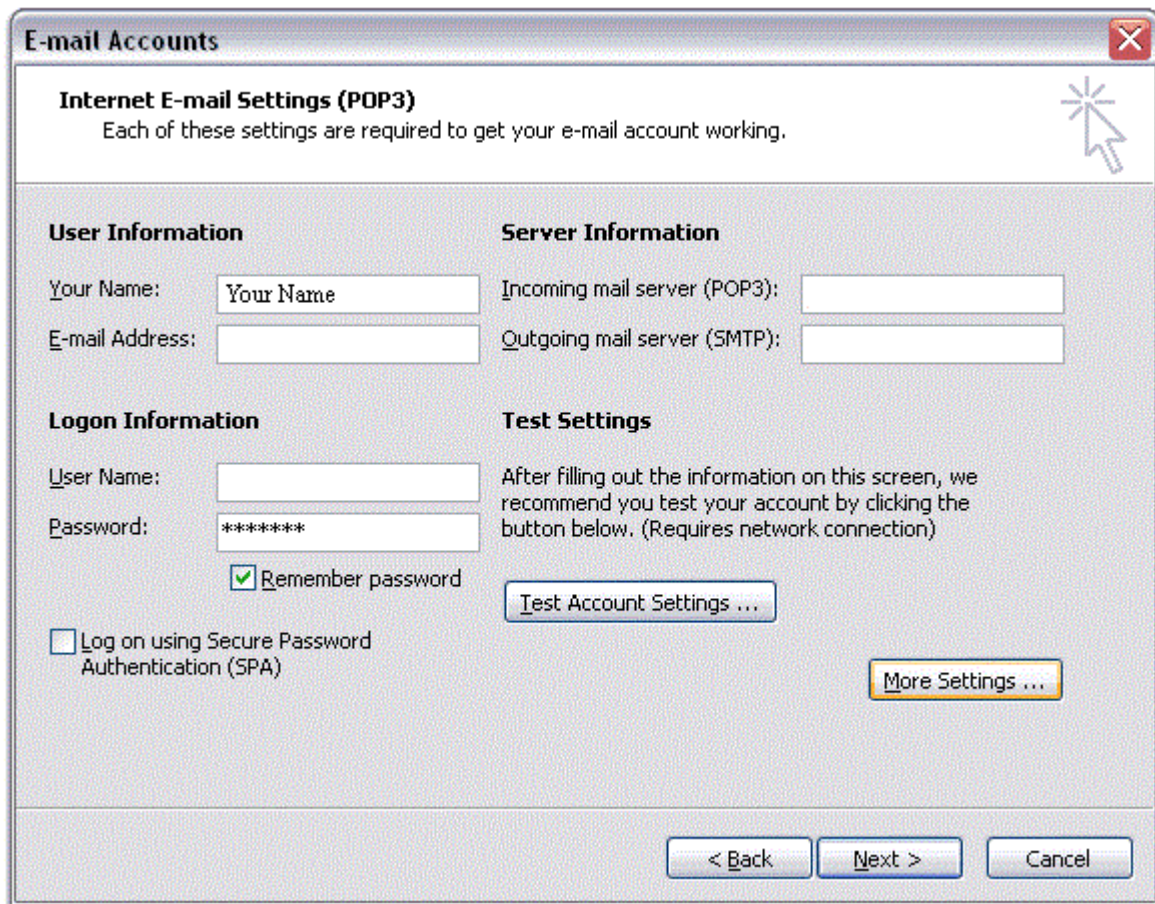 E-mail Accounts
Internet E-mail Settings (POP3)
Each of these settings are required to get your e-mail account working.
User Information
Your Name: Your Name
E-mail Address:
Server Information
Incoming mail server (POP3):
Outgoing mail server (SMTP):
Logon Information
User Name:
Password: *******
Remember password
Log on using Secure Password
Authentication (SPA)
Test Settings
After filling out the information on this screen, we
recommend you test your account by clicking the
button below. (Requires network connection)
Test Account Settings ...
More Settings ...
< Back
Next >
Cancel